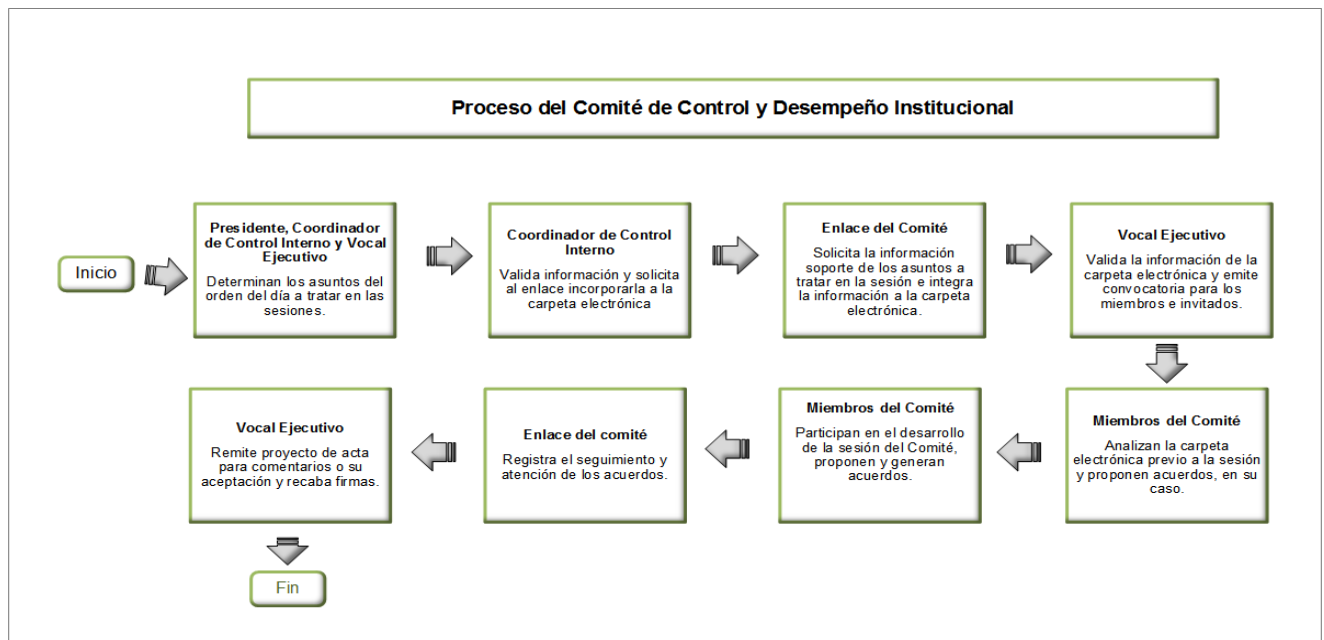 Proceso del Comité de Control y Desempeño Institucional
Inicio
Presidente, Coordinador
de Control Interno y Vocal
Ejecutivo
Determinan los asuntos del
orden del día a tratar en las
sesiones.
Coordinador de Control
Interno
Valida información y solicita
al enlace incorporarla a la
carpeta electrónica
Enlace del Comité
Solicita la información
soporte de los asuntos a
tratar en la sesión e integra
la información a la carpeta
electrónica.
Vocal Ejecutivo
Valida la información de la
carpeta electrónica y emite
convocatoria para los
miembros e invitados.
Miembros del Comité
Analizan la carpeta
electrónica previo a la sesión
y proponen acuerdos, en su
caso.
Miembros del Comité
Participan en el desarrollo
de la sesión del Comité,
proponen y generan
acuerdos.
Enlace del comité
Registra el seguimiento y
atención de los acuerdos.
Vocal Ejecutivo
Remite proyecto de acta
para comentarios o su
aceptación y recaba firmas.
Fin